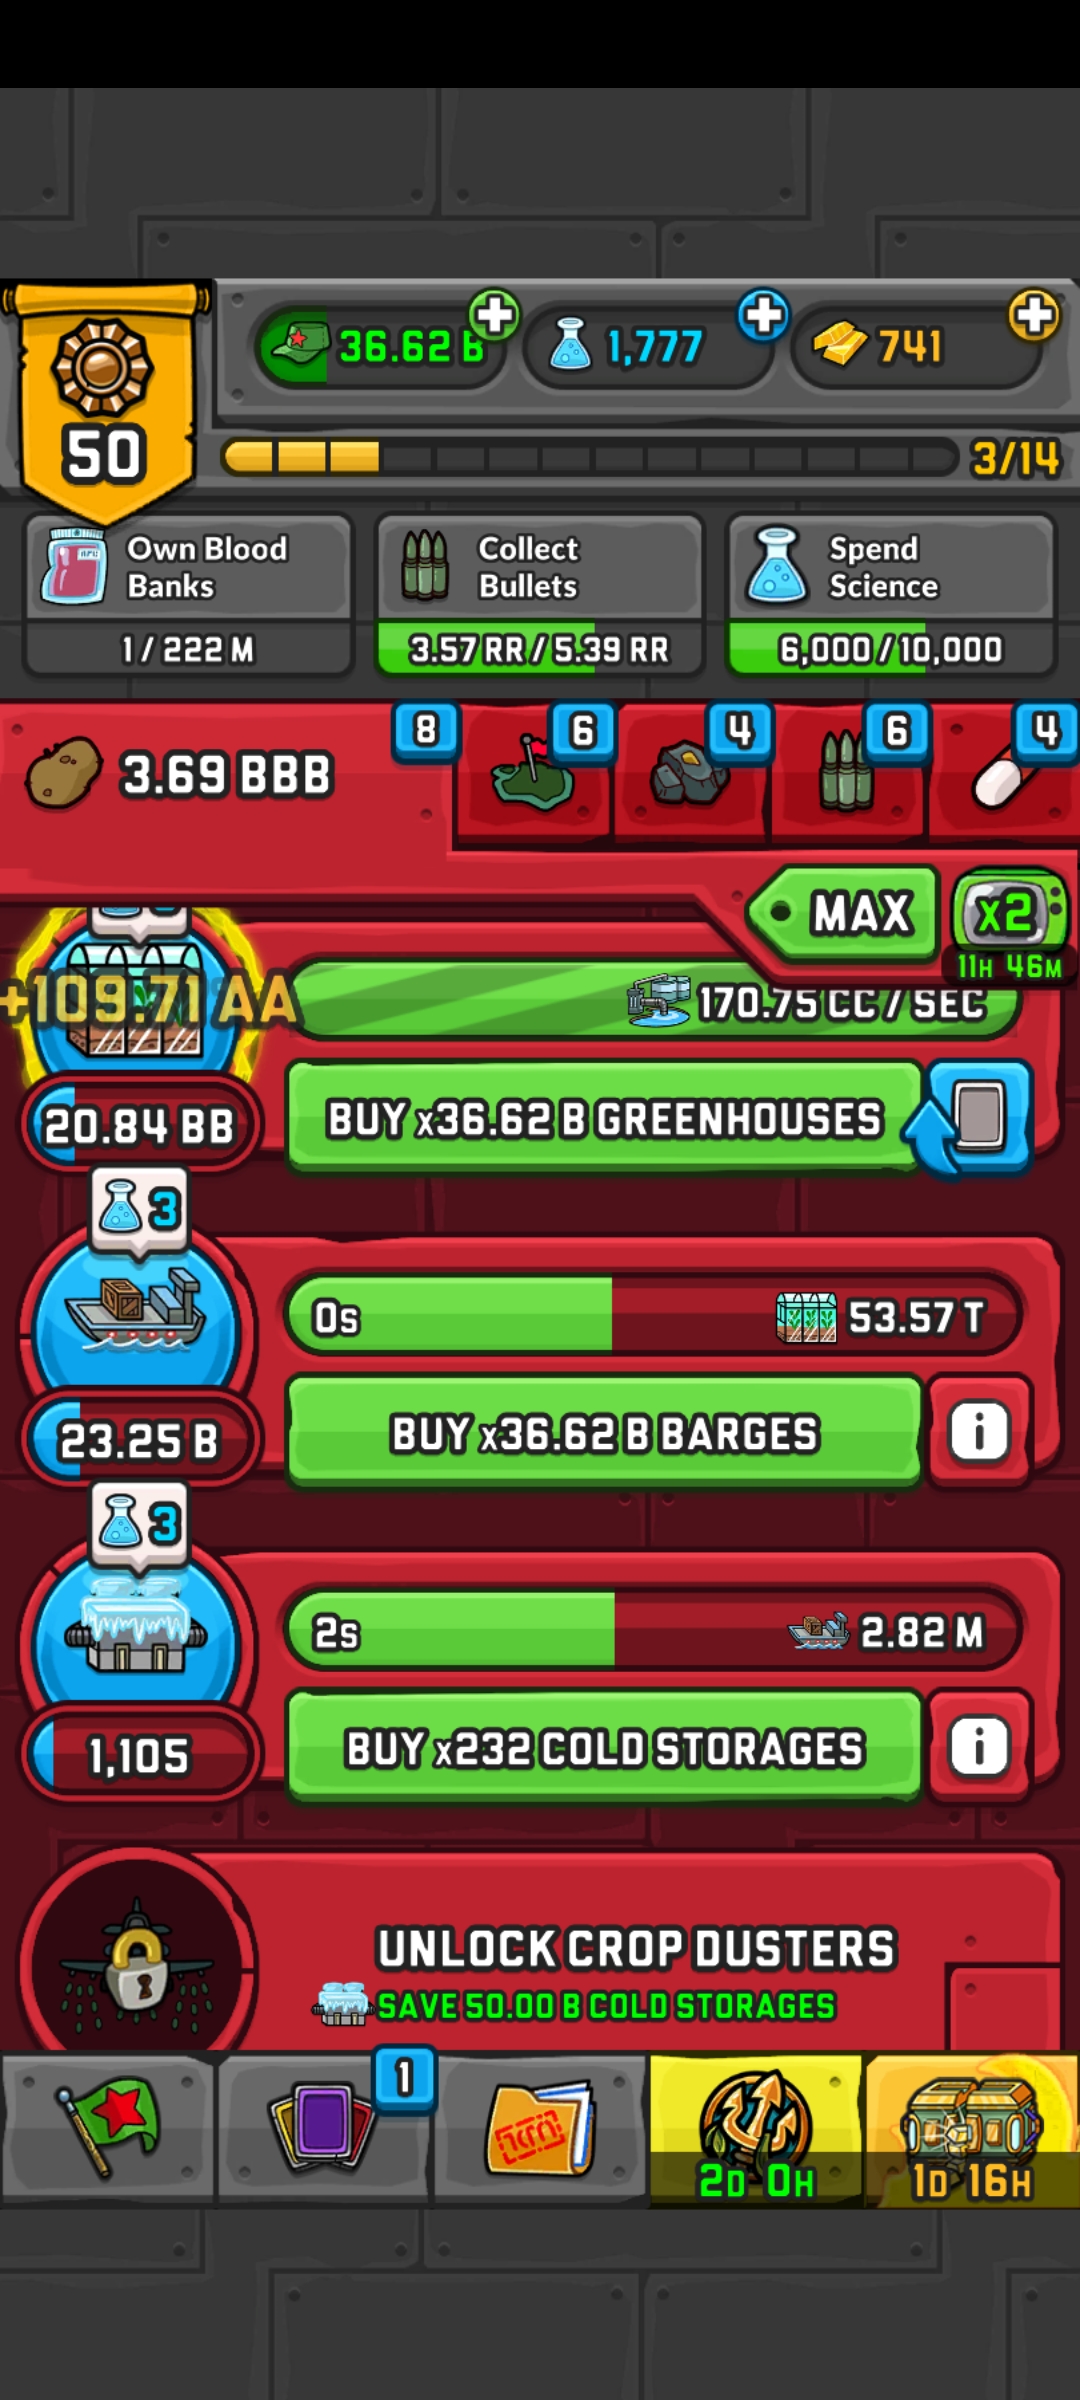 36.62 B
1,777
741
50
3/14
Own Blood
Banks
1 / 222 M
Collect
Bullets
3.57 RR / 5.39 RR
Spend
Science
6,000 / 10,000
3.69 BBB
8
6
4
6
4
MAX
x2
11H 46M
+109.71 AA
170.75 CC / SEC
20.84 BB
BUY x36.62 B GREENHOUSES
3
0s
53.57 T
23.25 B
BUY x36.62 B BARGES
i
3
2s
2.82 M
1,105
BUY x232 COLD STORAGES
i
UNLOCK CROP DUSTERS
SAVE 50.00 B COLD STORAGES
1
2D 0H
1D 16H